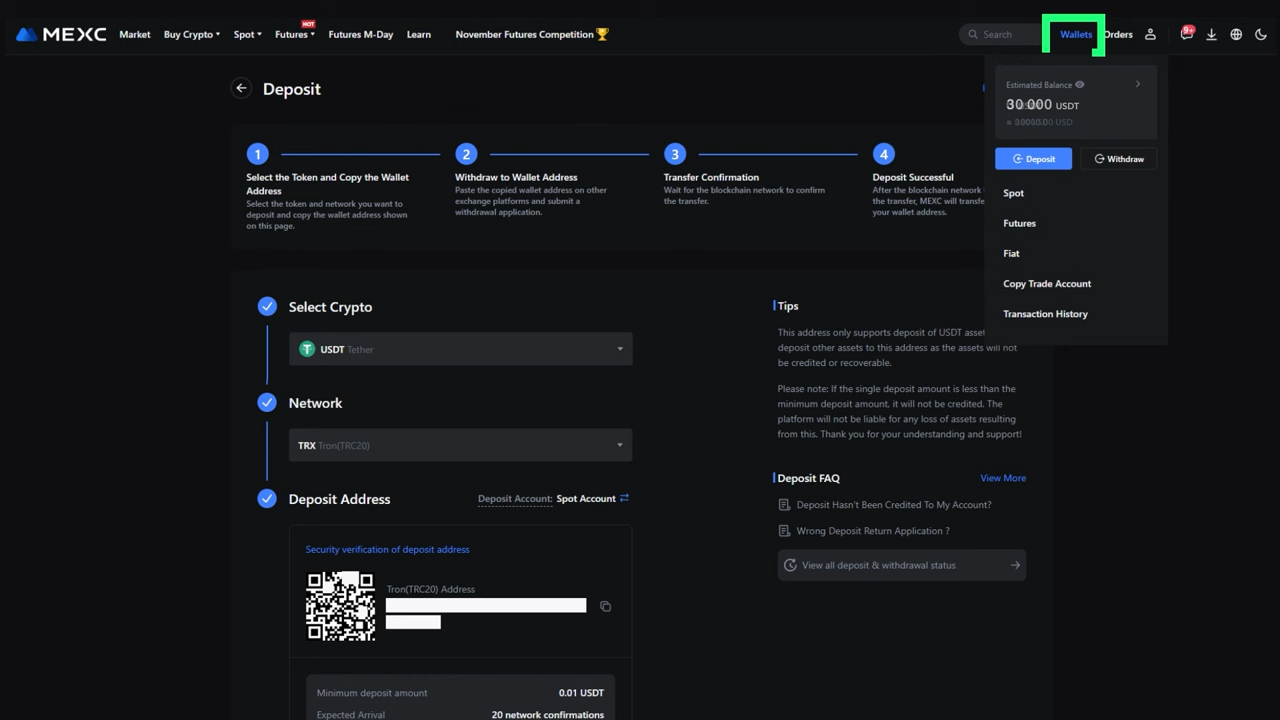 MEXC Market Buy Crypto Spot Futures HOT Futures M-Day Learn November Futures Competition Search Wallets Orders 9+
Deposit
Estimated Balance
USDT
USD
Deposit Withdraw
Spot
Futures
Fiat
Copy Trade Account
Transaction History
1
Select the Token and Copy the Wallet
Address
Select the token and network you want to
deposit and copy the wallet address shown
on this page.
2
Withdraw to Wallet Address
Paste the copied wallet address on other
exchange platforms and submit a
withdrawal application.
3
Transfer Confirmation
Wait for the blockchain network to confirm
the transfer.
4
Deposit Successful
After the blockchain network
the transfer, MEXC will transfe
your wallet address.
Select Crypto
USDT Tether
Network
TRX Tron(TRC20)
Deposit Address
Deposit Account: Spot Account
Security verification of deposit address
Tron(TRC20) Address
Minimum deposit amount 0.01 USDT
Expected Arrival 20 network confirmations
Tips
This address only supports deposit of USDT asset
deposit other assets to this address as the assets will not
be credited or recoverable.
Please note: If the single deposit amount is less than the
minimum deposit amount, it will not be credited. The
platform will not be liable for any loss of assets resulting
from this. Thank you for your understanding and support!
Deposit FAQ View More
Deposit Hasn't Been Credited To My Account?
Wrong Deposit Return Application ?
View all deposit & withdrawal status